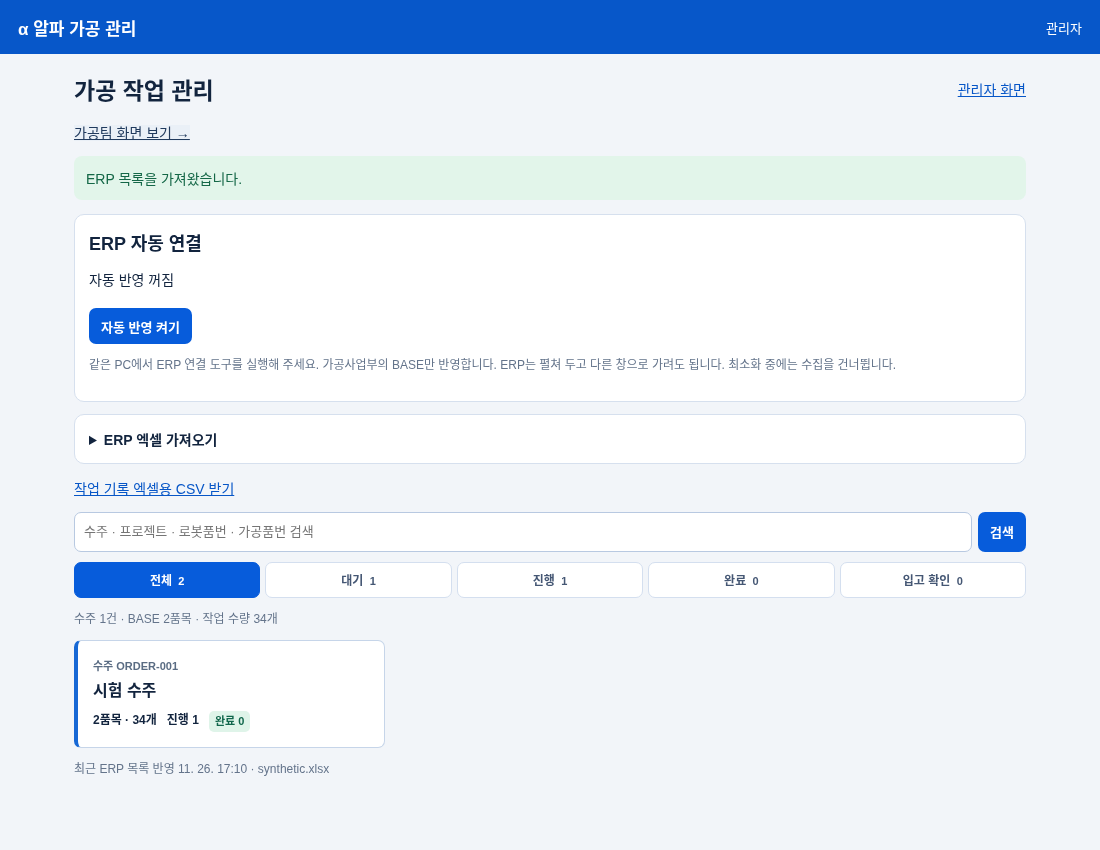 α 알파 가공 관리
관리자
가공 작업 관리
관리자 화면
가공팀 화면 보기 →
ERP 목록을 가져왔습니다.
ERP 자동 연결
자동 반영 꺼짐
자동 반영 켜기
같은 PC에서 ERP 연결 도구를 실행해 주세요. 가공사업부의 BASE만 반영합니다. ERP는 펼쳐 두고 다른 창으로 가려도 됩니다. 최소화 중에는 수집을 건너뜁니다.
▶ ERP 엑셀 가져오기
작업 기록 엑셀용 CSV 받기
수주 · 프로젝트 · 로봇품번 · 가공품번 검색
검색
전체 2
대기 1
진행 1
완료 0
입고 확인 0
수주 1건 · BASE 2품목 · 작업 수량 34개
수주 ORDER-001
시험 수주
2품목 · 34개 진행 1 완료 0
최근 ERP 목록 반영 11. 26. 17:10 · synthetic.xlsx